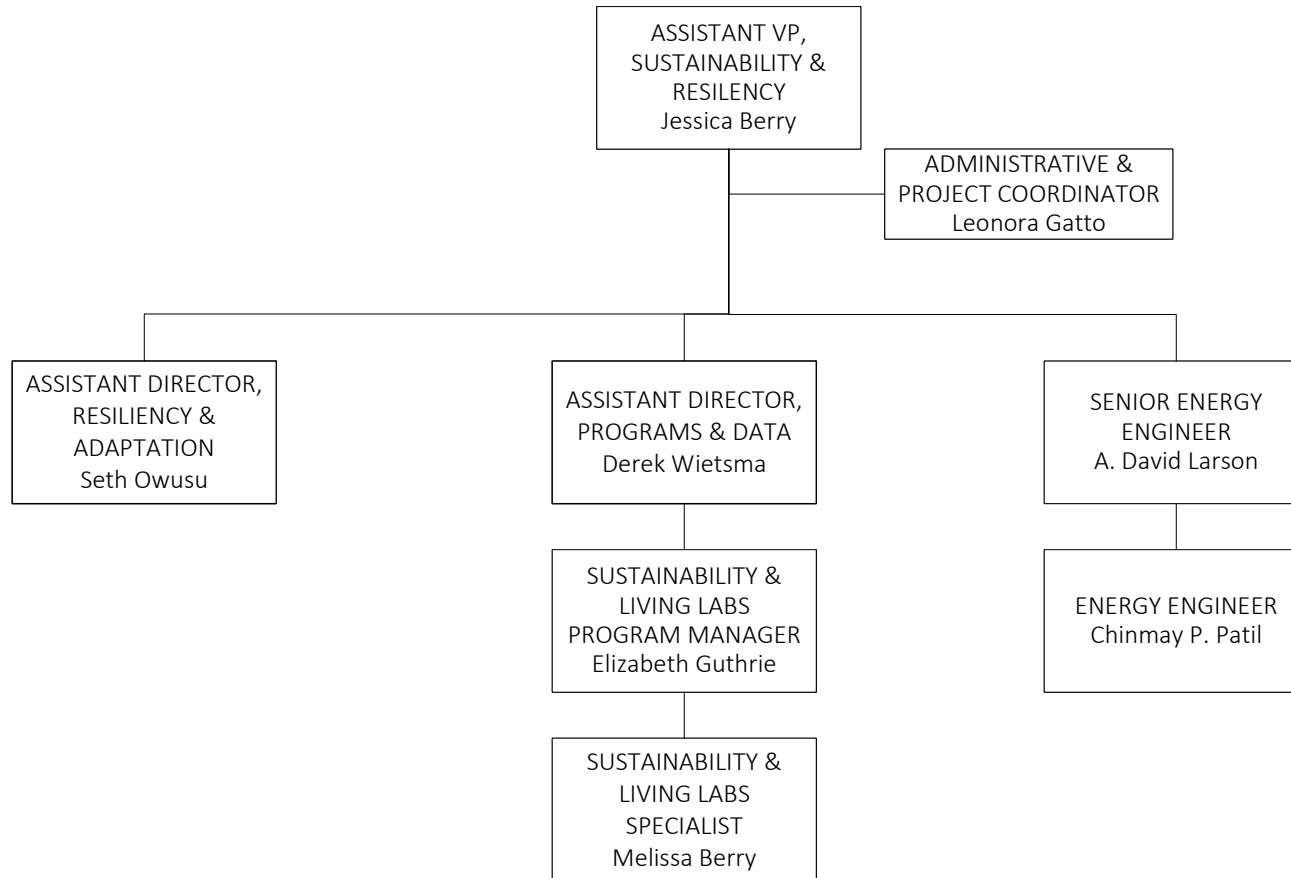 ASSISTANT VP,
SUSTAINABILITY &
RESILENCY
Jessica Berry
ADMINISTRATIVE &
PROJECT COORDINATOR
Leonora Gatto
ASSISTANT DIRECTOR,
RESILIENCY &
ADAPTATION
Seth Owusu
ASSISTANT DIRECTOR,
PROGRAMS & DATA
Derek Wietsma
SENIOR ENERGY
ENGINEER
A. David Larson
SUSTAINABILITY &
LIVING LABS
PROGRAM MANAGER
Elizabeth Guthrie
ENERGY ENGINEER
Chinmay P. Patil
SUSTAINABILITY &
LIVING LABS
SPECIALIST
Melissa Berry